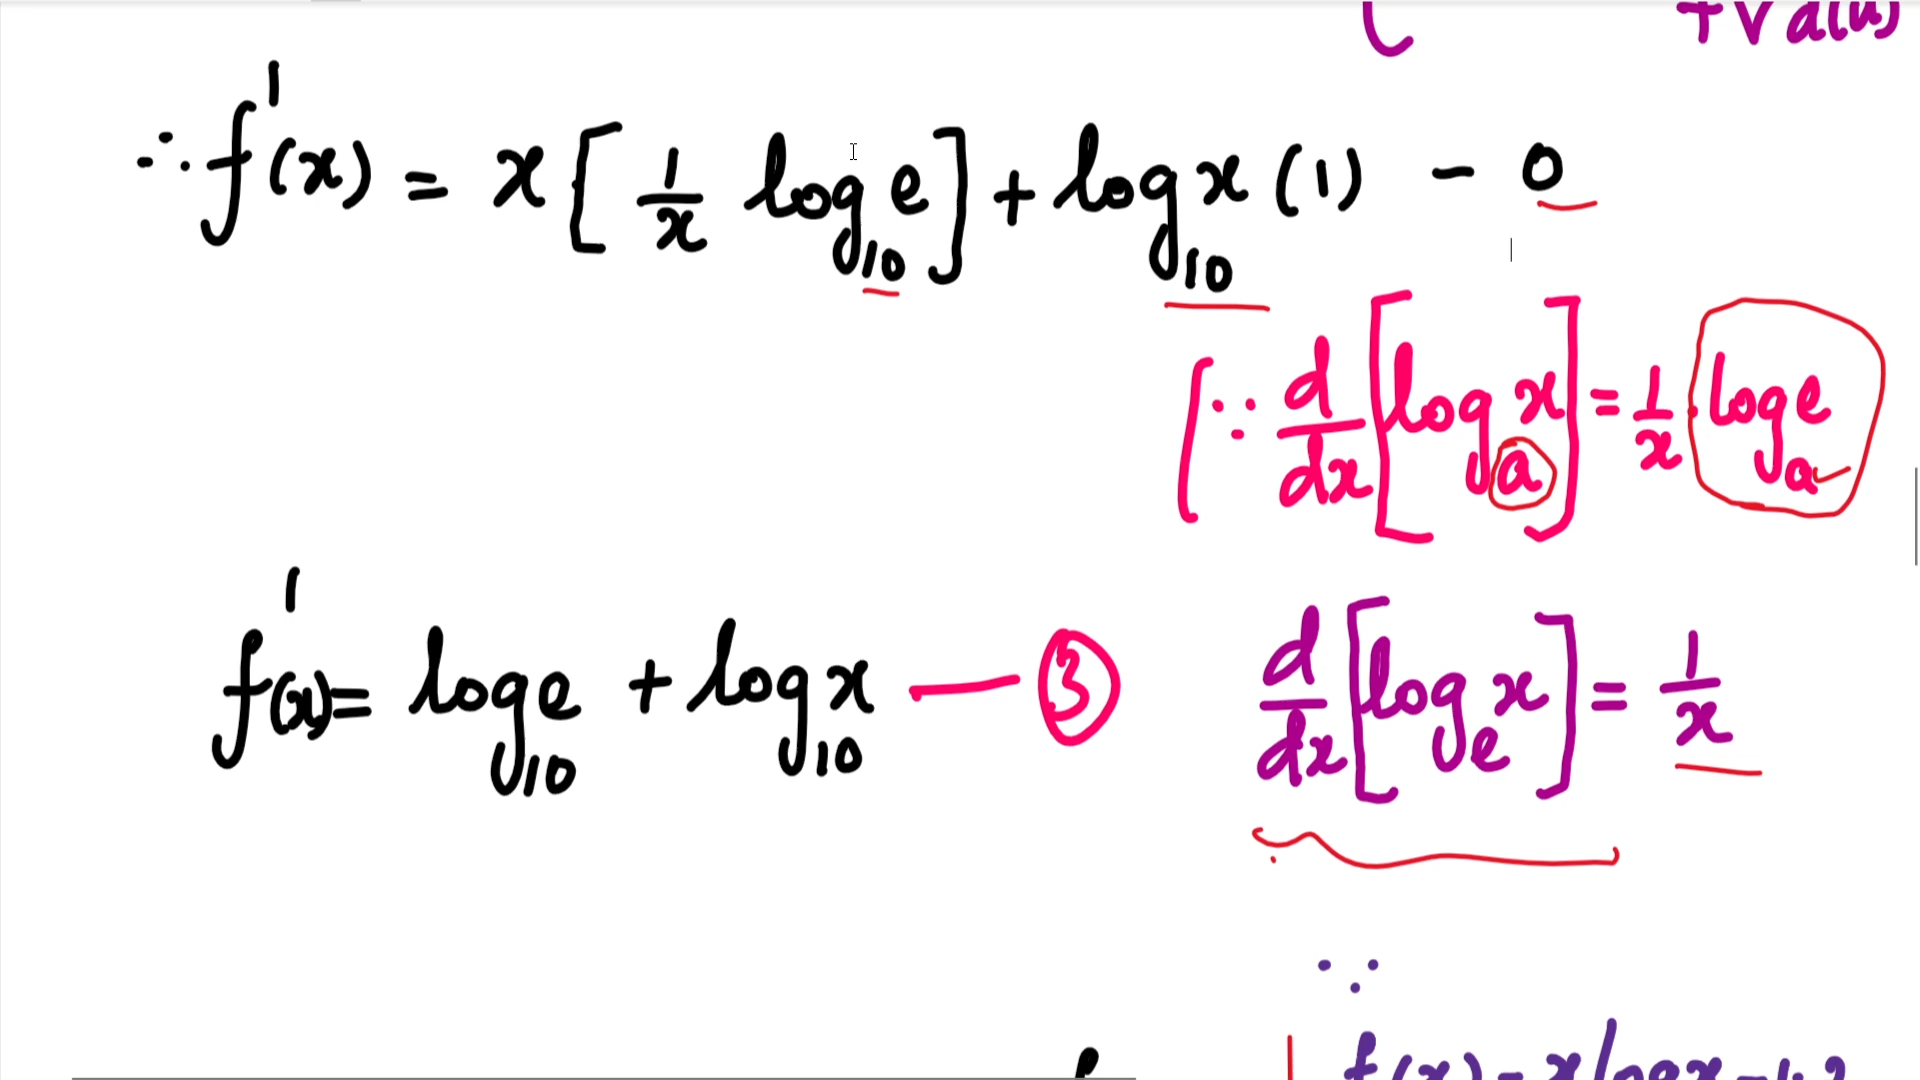 +v d(u)
∴ f'(x) = x [ 1/x log₁₀ e ] + log₁₀ x (1) - 0
[∵ d/dx [logₐ x] = 1/x · logₐ e
f'(x) = log₁₀ e + log₁₀ x — ③
d/dx [logₑ x] = 1/x
∵